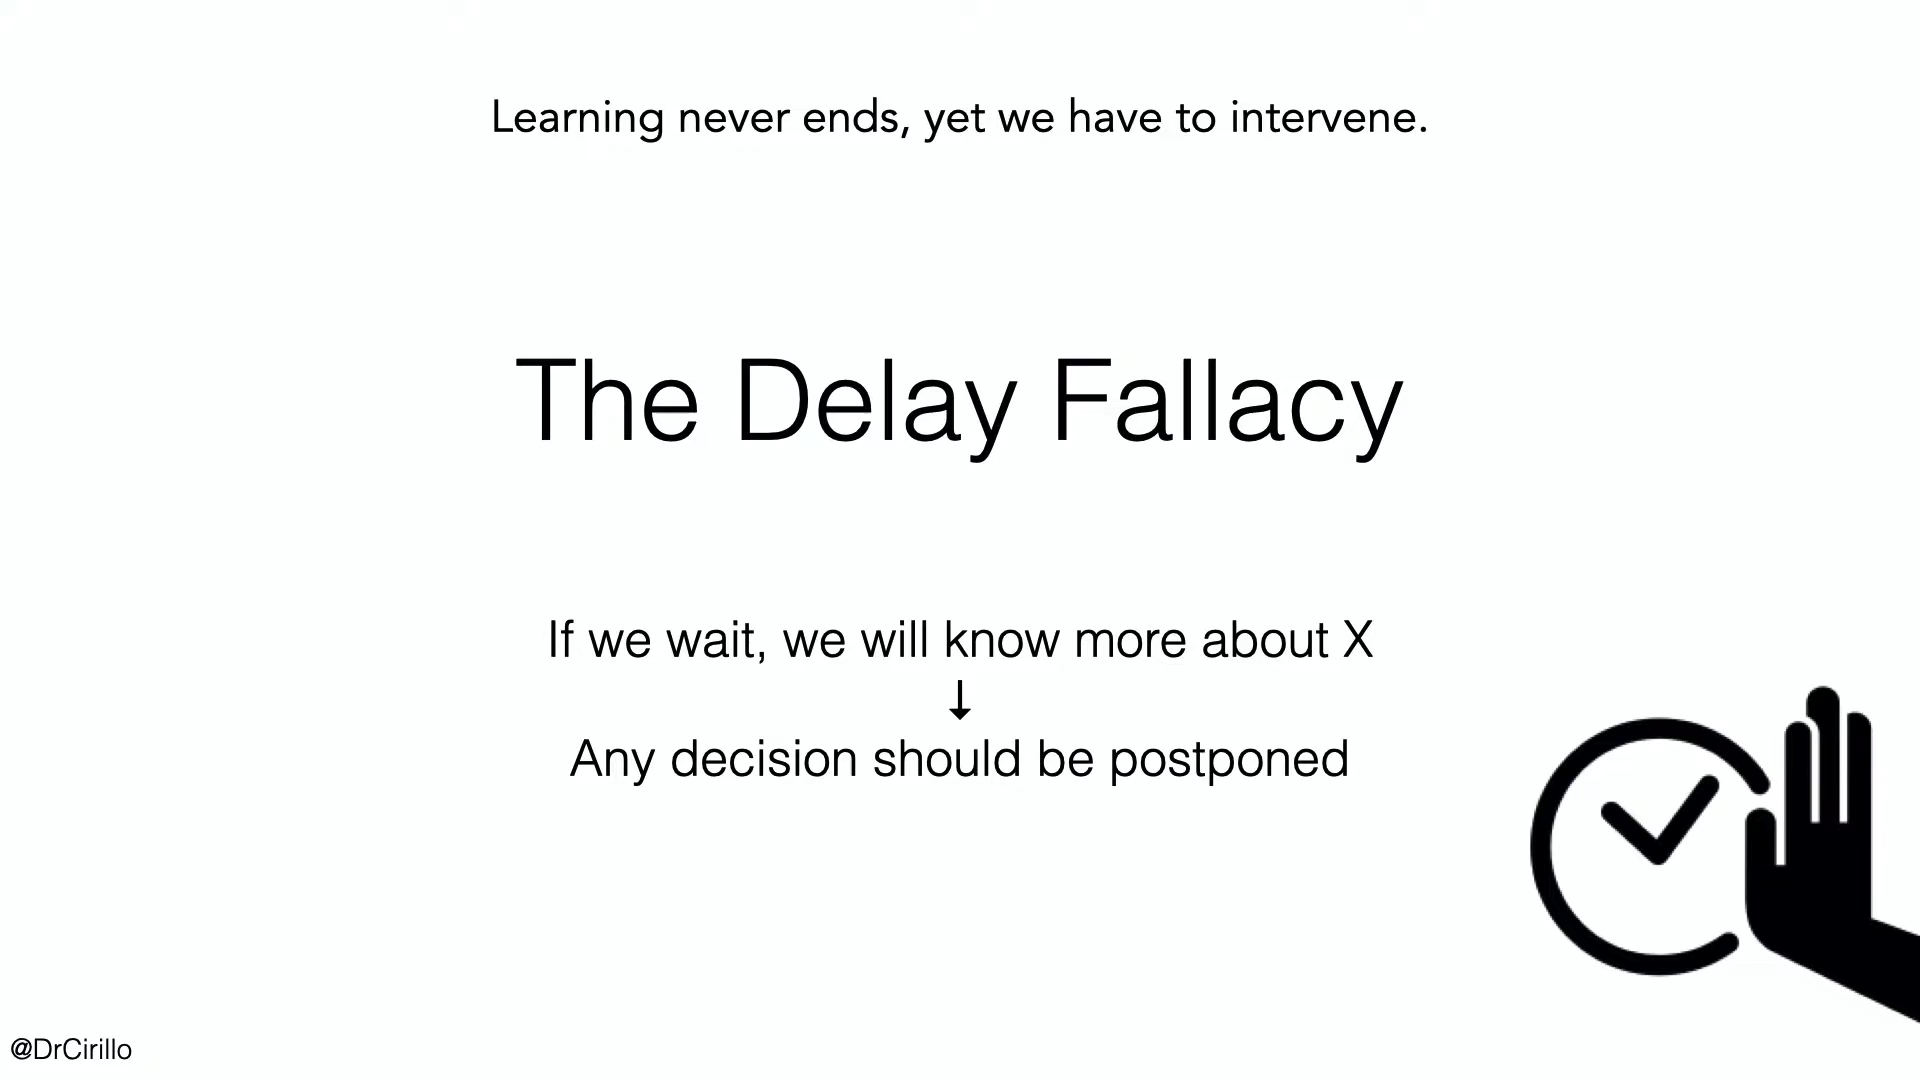 Learning never ends, yet we have to intervene.
The Delay Fallacy
If we wait, we will know more about X
↓
Any decision should be postponed
@DrCirillo